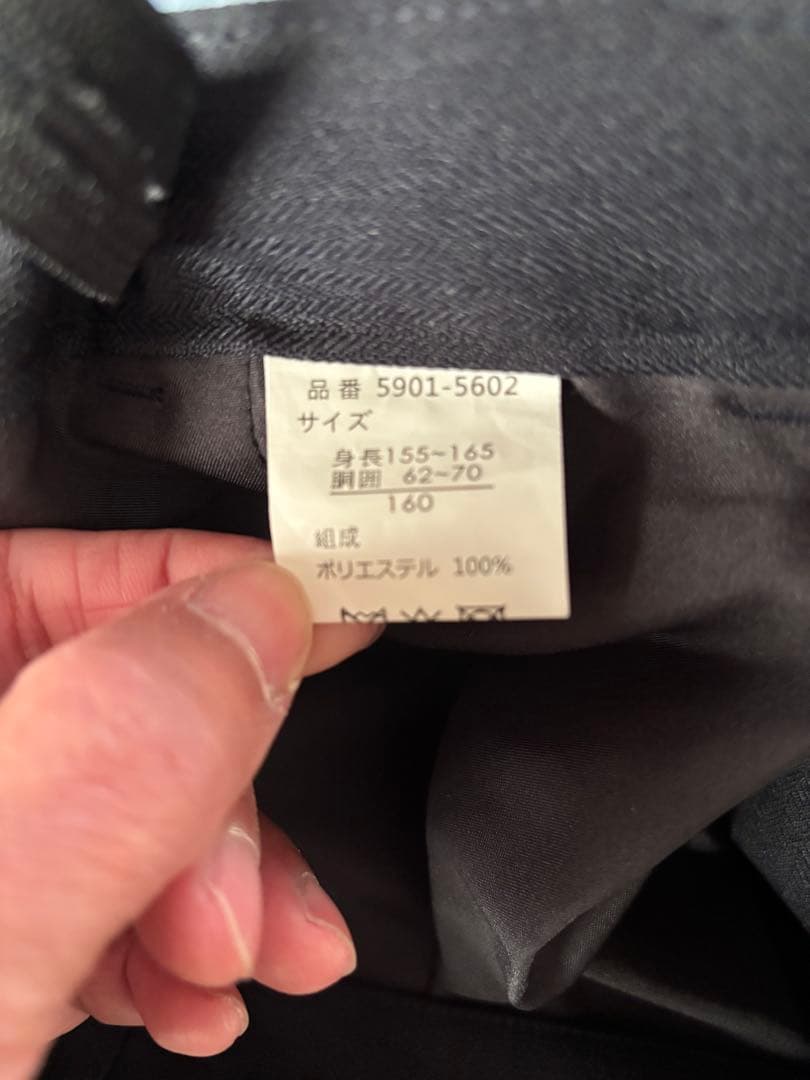 品番 5901-5602
サイズ
身長155~165
胴囲 62~70
160
組成
ポリエステル 100%